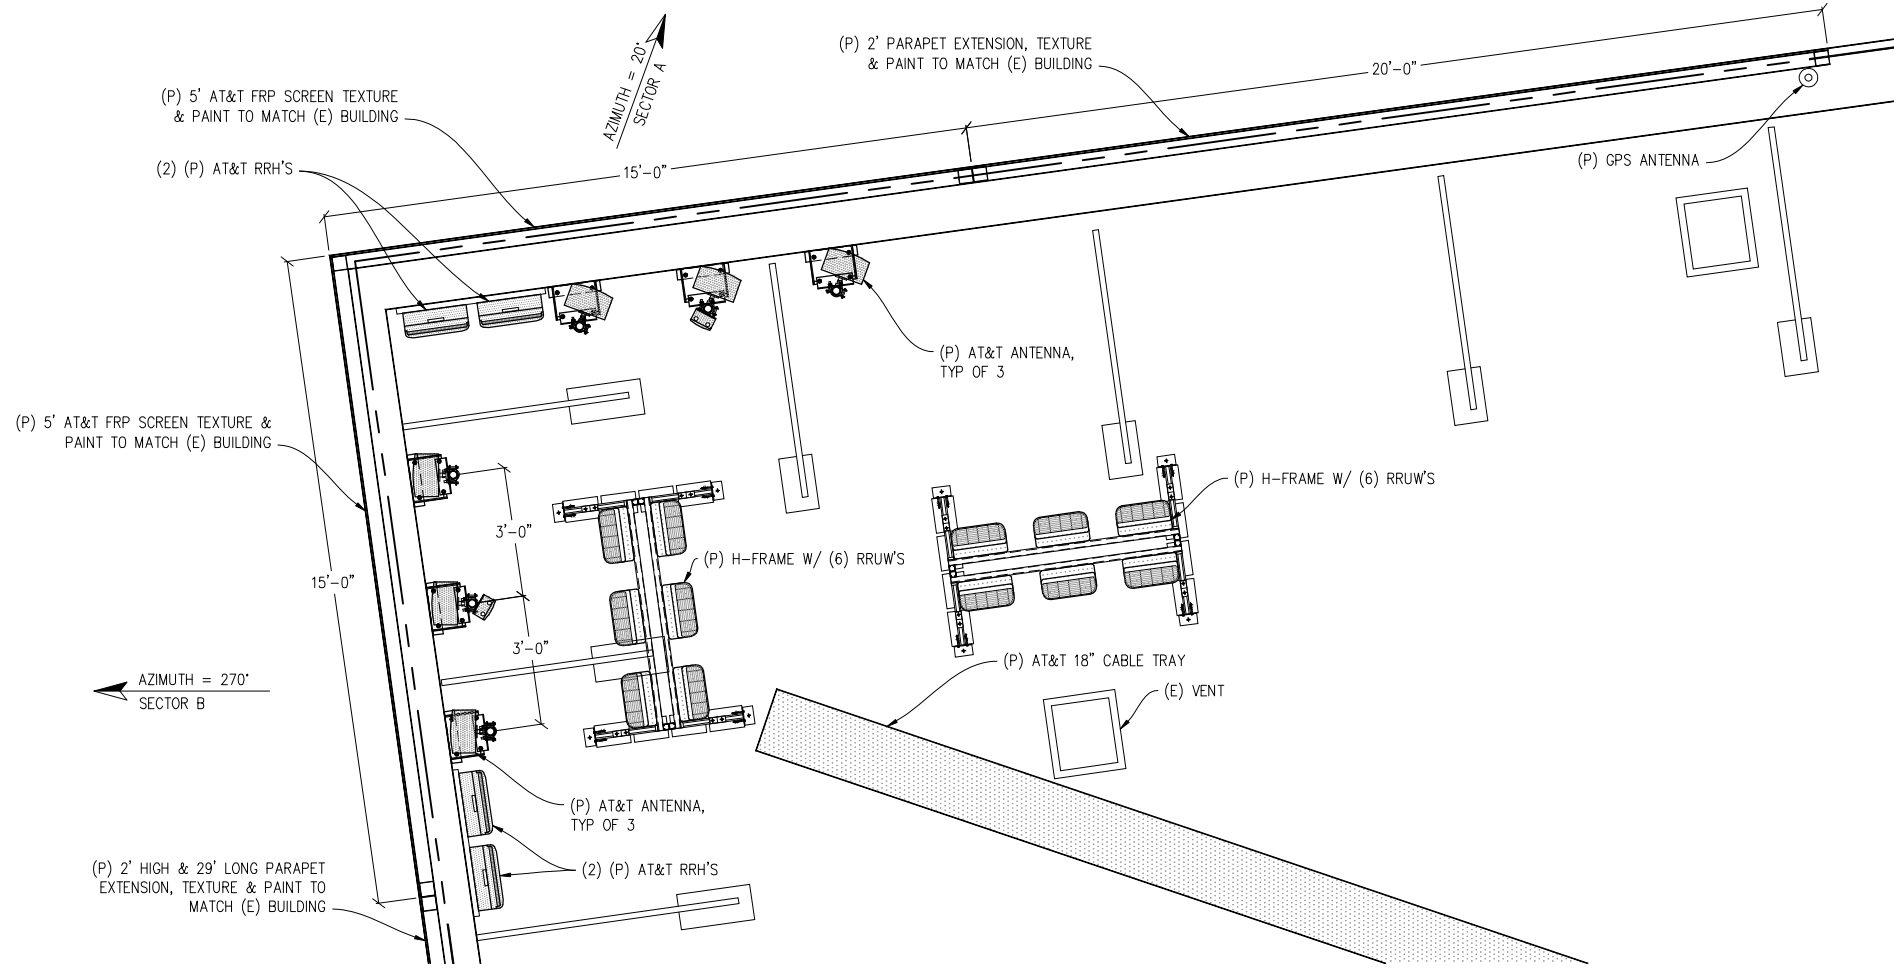 (P) 2' PARAPET EXTENSION, TEXTURE
& PAINT TO MATCH (E) BUILDING
20'-0"
AZIMUTH = 20°
SECTOR A
(P) 5' AT&T FRP SCREEN TEXTURE
& PAINT TO MATCH (E) BUILDING
(2) (P) AT&T RRH'S
15'-0"
(P) GPS ANTENNA
(P) AT&T ANTENNA,
TYP OF 3
(P) 5' AT&T FRP SCREEN TEXTURE &
PAINT TO MATCH (E) BUILDING
(P) H-FRAME W/ (6) RRUW'S
3'-0"
(P) H-FRAME W/ (6) RRUW'S
15'-0"
3'-0"
(P) AT&T 18" CABLE TRAY
AZIMUTH = 270°
SECTOR B
(E) VENT
(P) AT&T ANTENNA,
TYP OF 3
(2) (P) AT&T RRH'S
(P) 2' HIGH & 29' LONG PARAPET
EXTENSION, TEXTURE & PAINT TO
MATCH (E) BUILDING